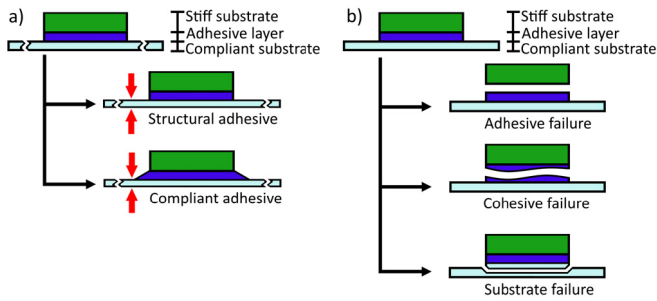 a)
Stiff substrate
Adhesive layer
Compliant substrate
Structural adhesive
Compliant adhesive
b)
Stiff substrate
Adhesive layer
Compliant substrate
Adhesive failure
Cohesive failure
Substrate failure